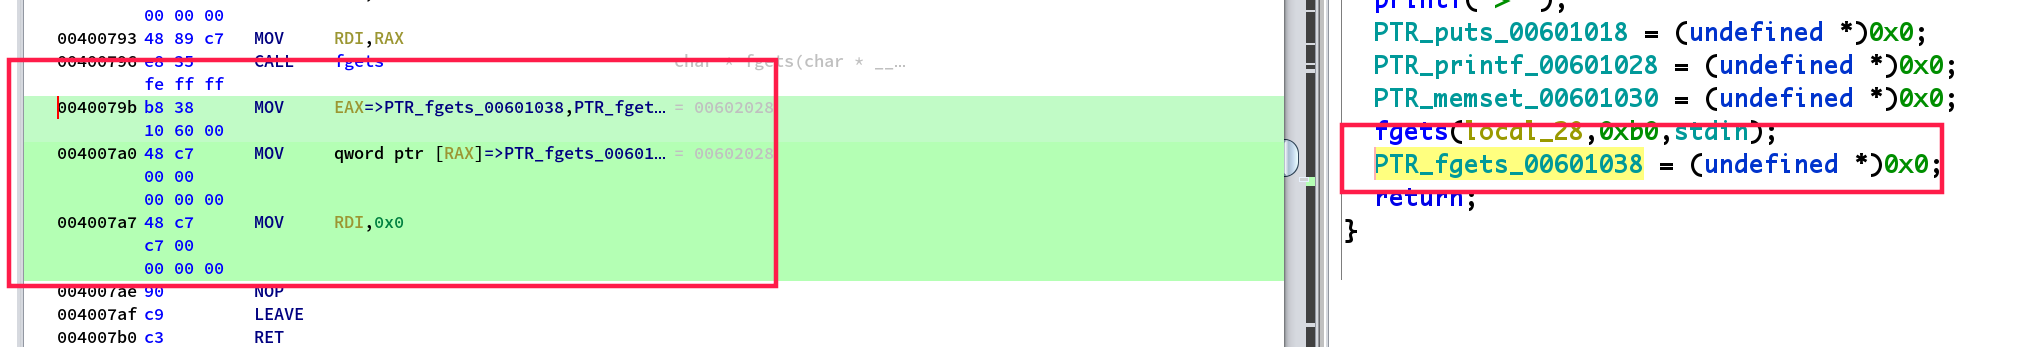 00 00 00
00400793 48 89 c7 MOV RDI,RAX
00400796 e8 35 CALL fgets char * fgets(char * __...
fe ff ff
0040079b b8 38 MOV EAX=>PTR_fgets_00601038,PTR_fget... = 00602028
10 60 00
004007a0 48 c7 MOV qword ptr [RAX]=>PTR_fgets_00601... = 00602028
00 00
00 00 00
004007a7 48 c7 MOV RDI,0x0
c7 00
00 00 00
004007ae 90 NOP
004007af c9 LEAVE
004007b0 c3 RET
printf("> ");
PTR_puts_00601018 = (undefined *)0x0;
PTR_printf_00601028 = (undefined *)0x0;
PTR_memset_00601030 = (undefined *)0x0;
fgets(local_28,0xb0,stdin);
PTR_fgets_00601038 = (undefined *)0x0;
return;
}